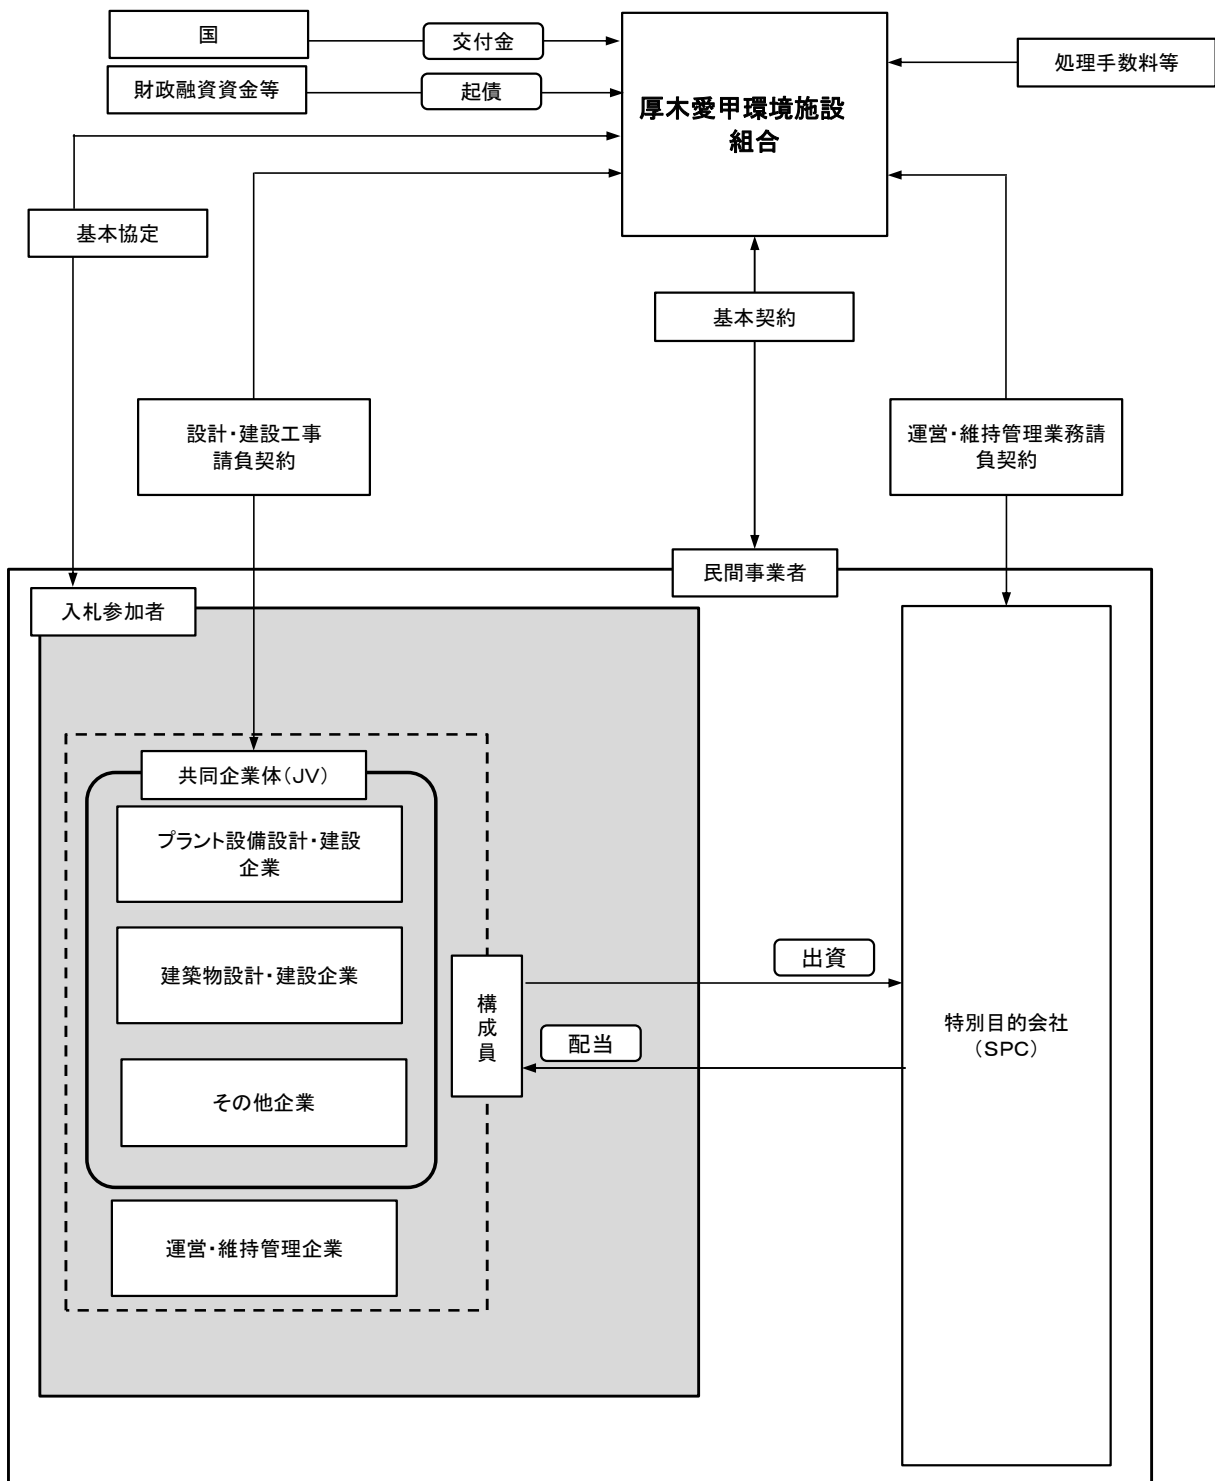 国
交付金
処理手数料等
財政融資資金等
起債
厚木愛甲環境施設
組合
基本協定
基本契約
設計・建設工事
請負契約
運営・維持管理業務請
負契約
民間事業者
入札参加者
共同企業体（JV）
プラント設備設計・建設
企業
建築物設計・建設企業
出資
構成員
配当
特別目的会社
（SPC）
その他企業
運営・維持管理企業